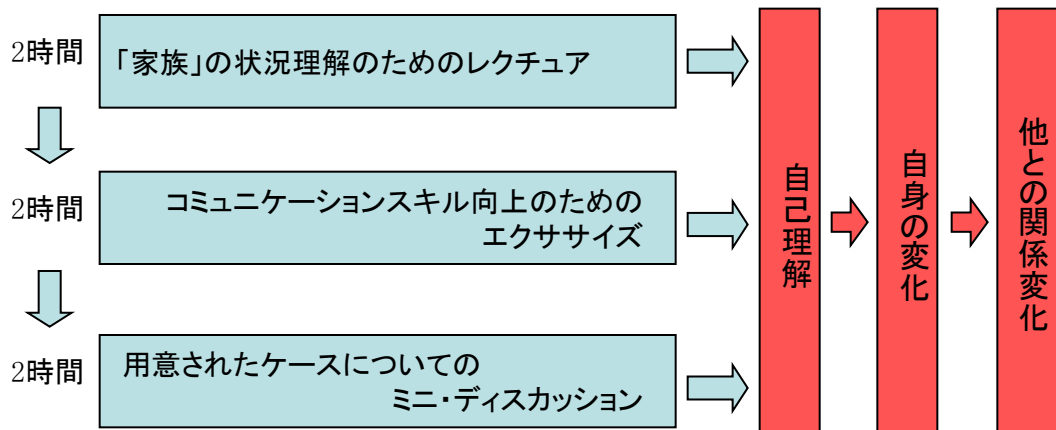 2時間
「家族」の状況理解のためのレクチュア
2時間
コミュニケーションスキル向上のための
エクササイズ
2時間
用意されたケースについての
ミニ・ディスカッション
自己理解
自身の変化
他との関係変化